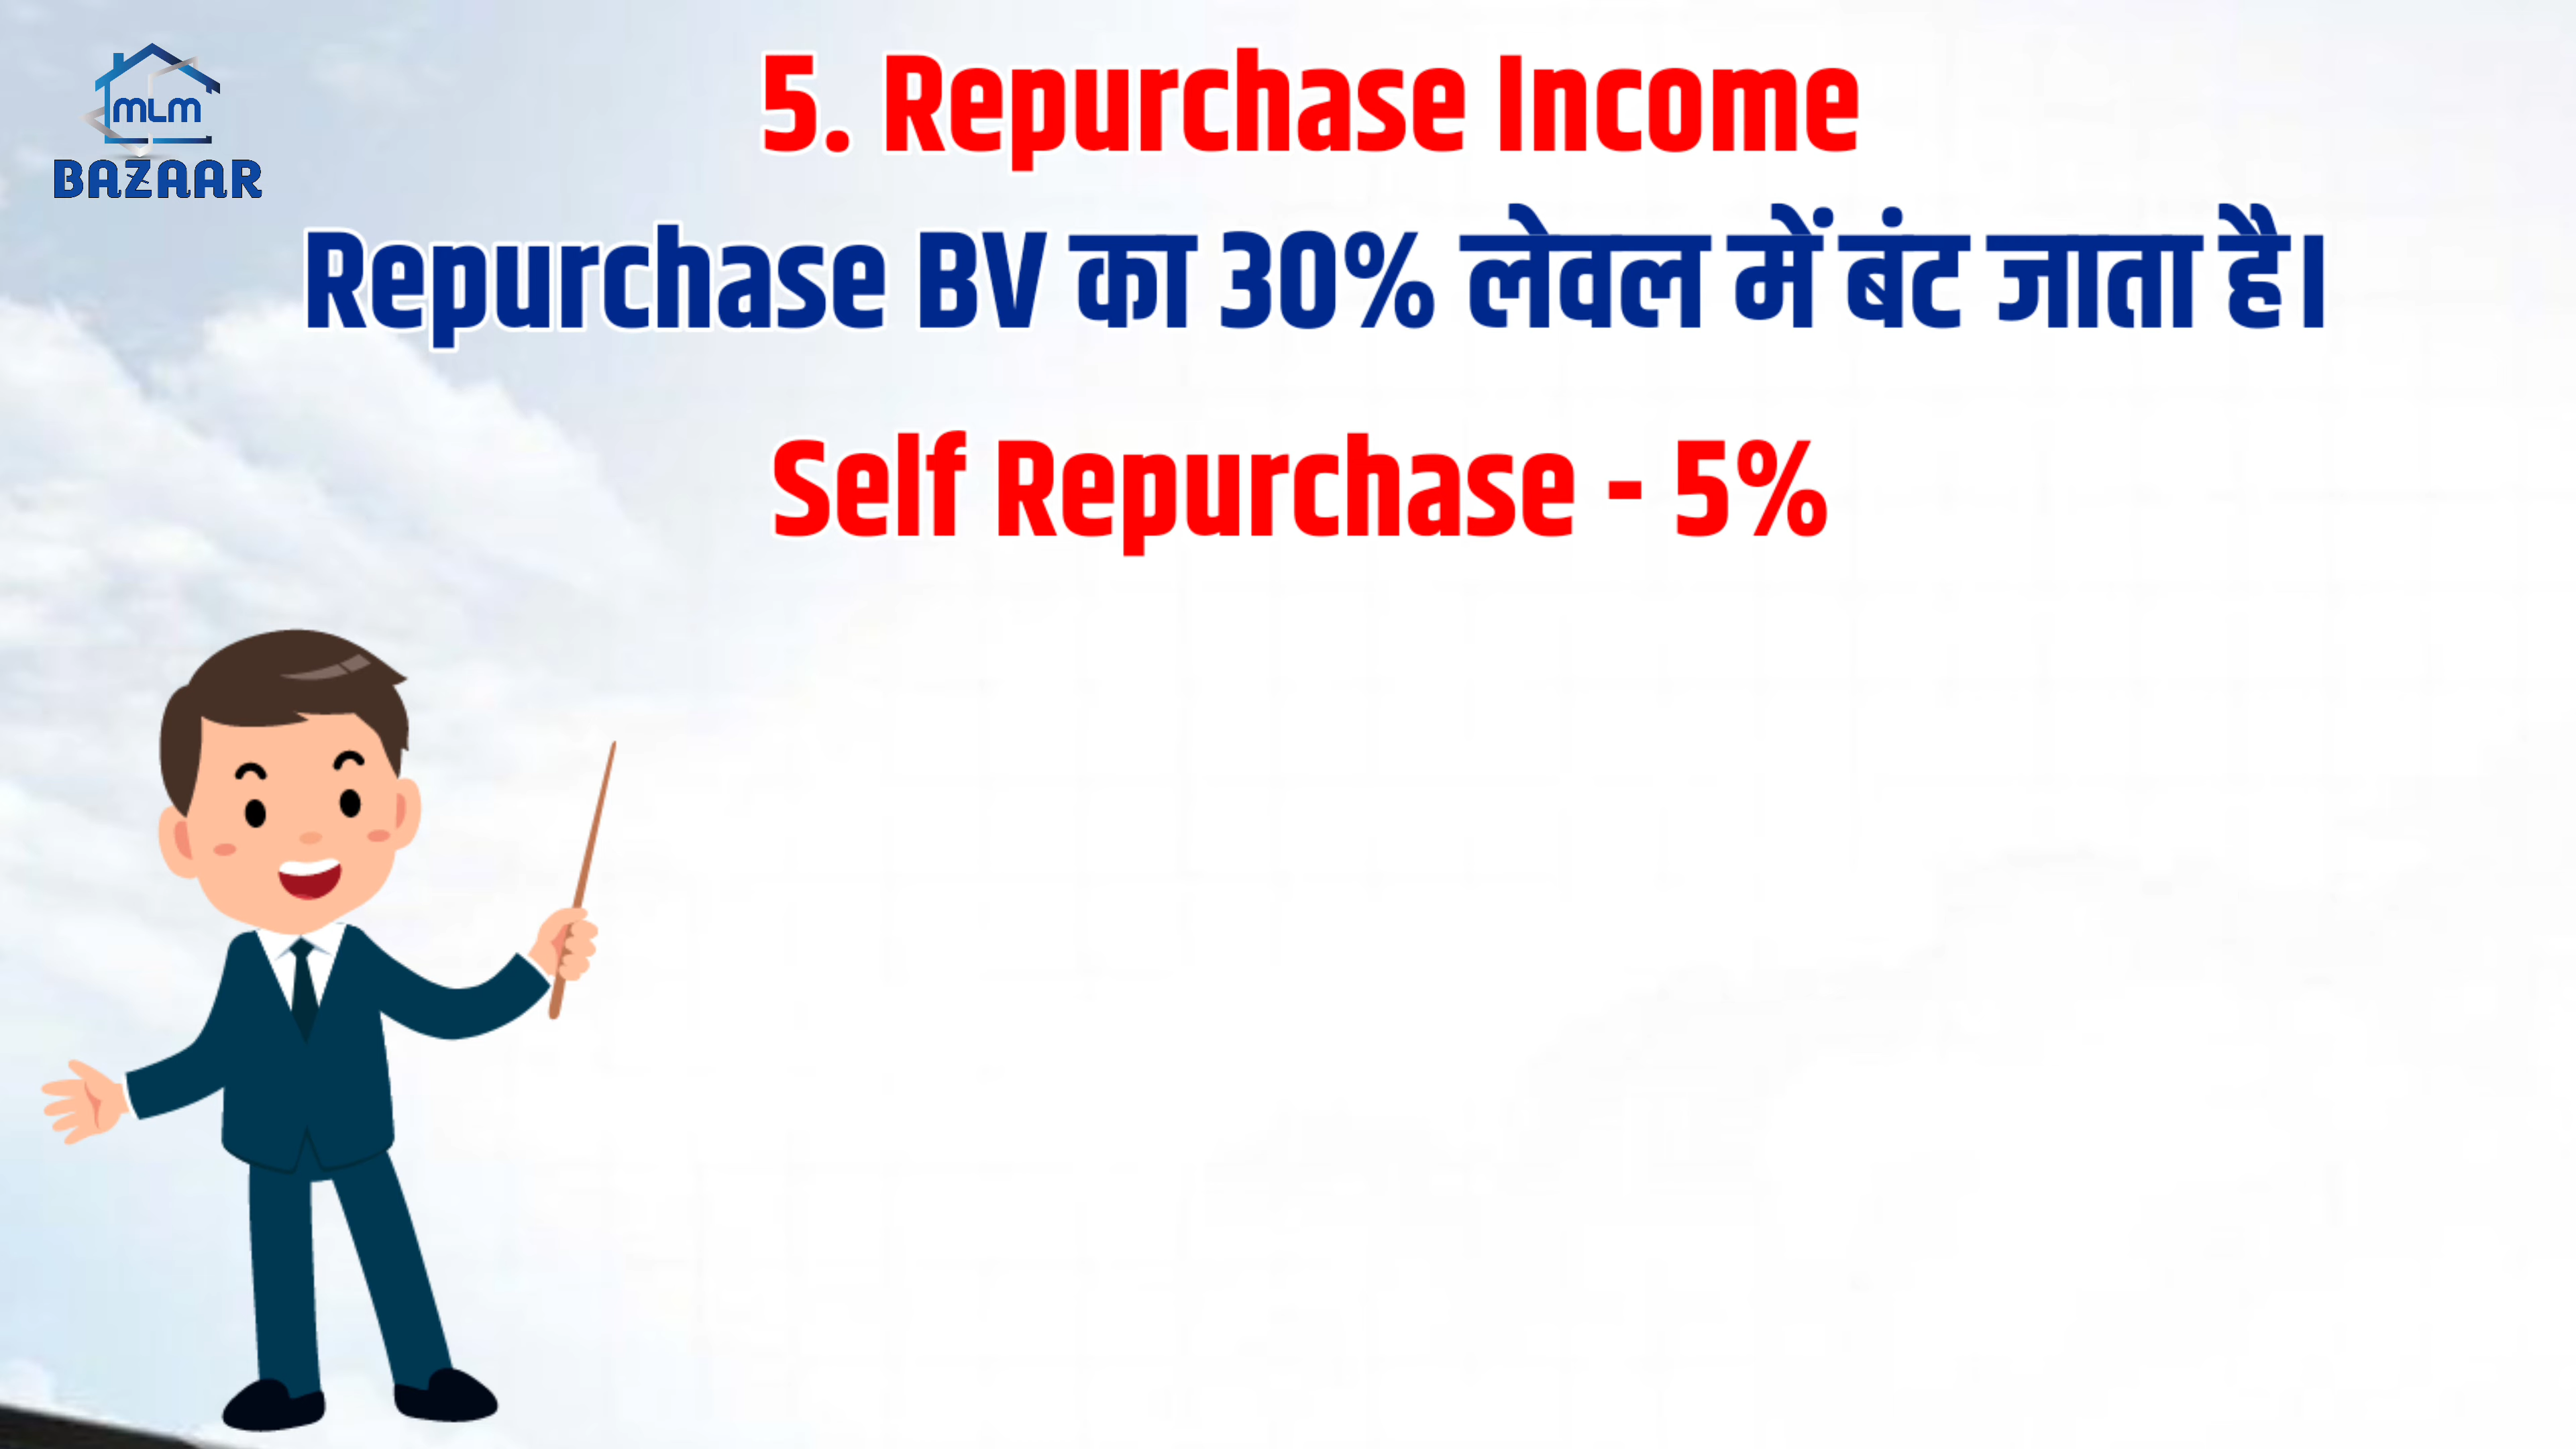 mlm
BAZAAR
5. Repurchase Income
Repurchase BV का 30% लेवल में बंट जाता है।
Self Repurchase - 5%